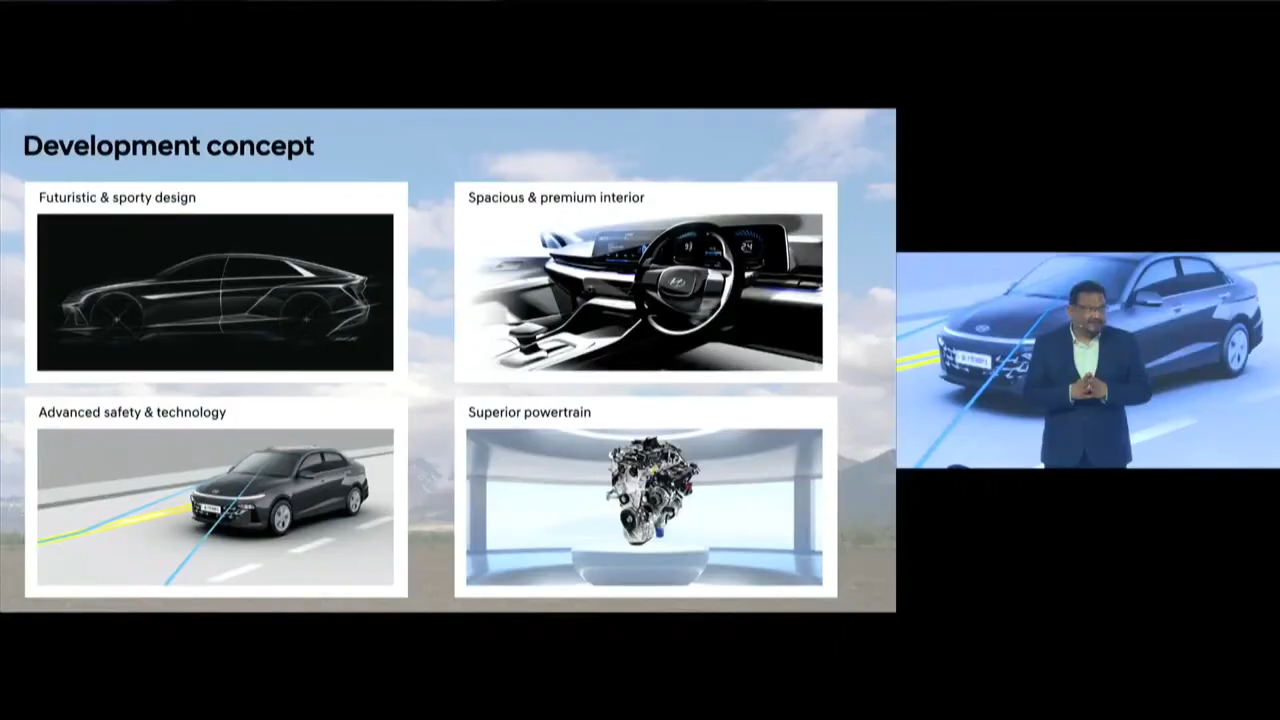 Development concept
Futuristic & sporty design
Spacious & premium interior
Advanced safety & technology
Superior powertrain